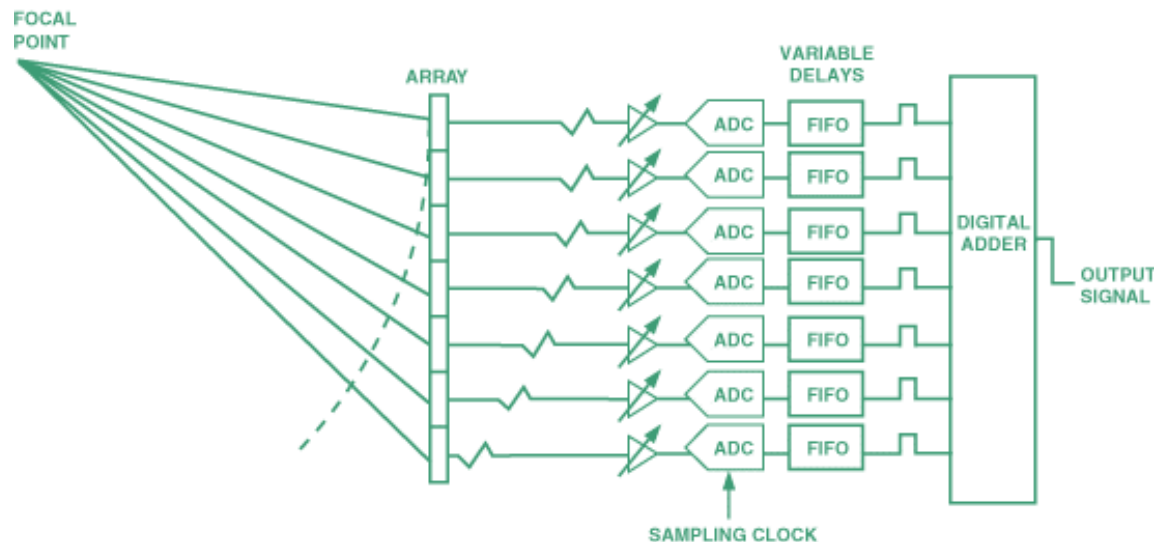 FOCAL
POINT
ARRAY
VARIABLE
DELAYS
ADC
FIFO
ADC
FIFO
ADC
FIFO
ADC
FIFO
ADC
FIFO
ADC
FIFO
ADC
FIFO
DIGITAL
ADDER
OUTPUT
SIGNAL
SAMPLING CLOCK